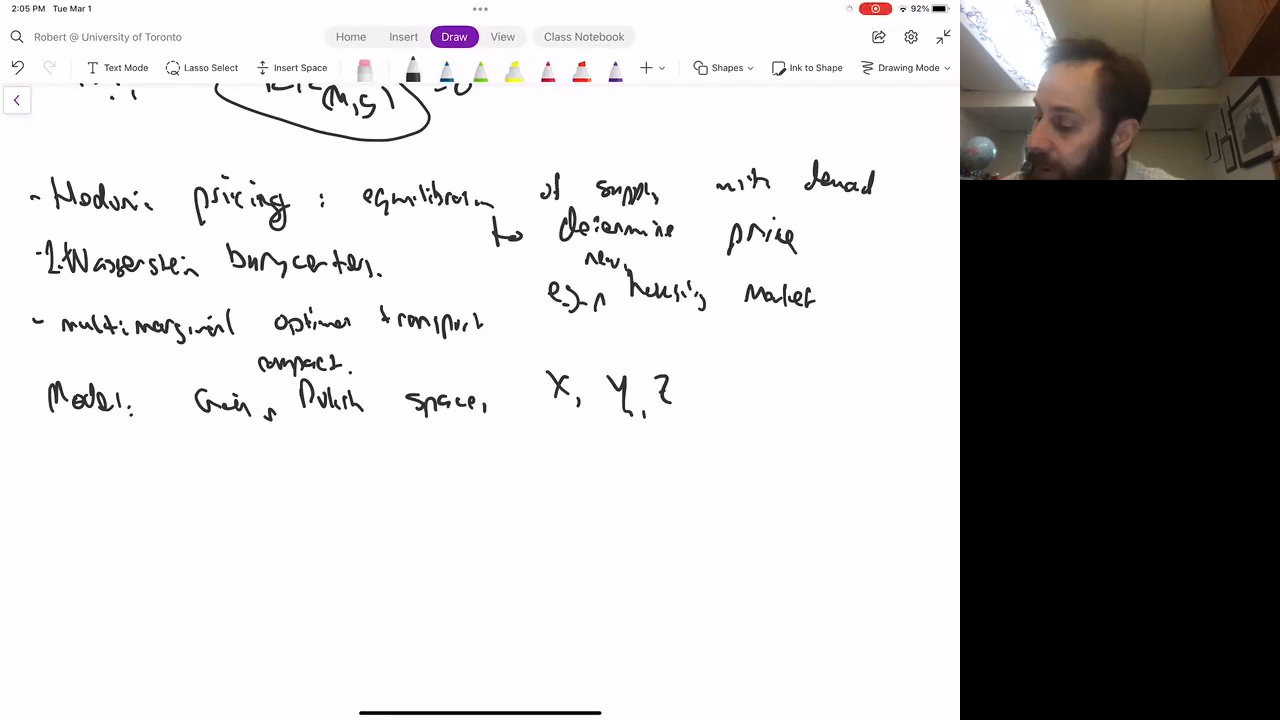 2:05 PM Tue Mar 1
92%
Robert @ University of Toronto
Home Insert Draw View Class Notebook
Text Mode Lasso Select Insert Space Shapes Ink to Shape Drawing Mode
(M,S) =0
- Hedonic pricing : equilibrium of supply with demand
to determine price
- 2-Wasserstein barycenters. new
e.g. housing market
- multimarginal optimal transport
compact.
Model: Given Polish spaces X, Y, Z